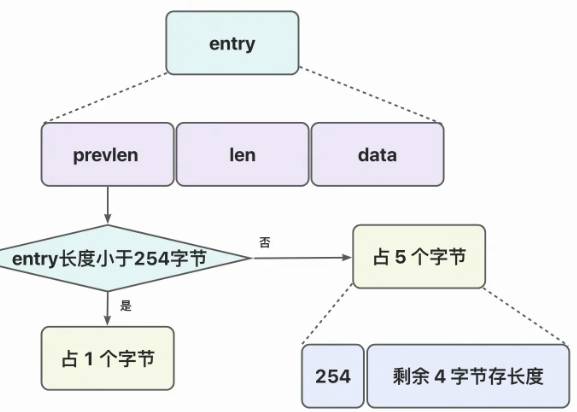 entry
prevlen
len
data
entry长度小于254字节
否
占 5 个字节
是
占 1 个字节
254
剩余 4 字节存长度